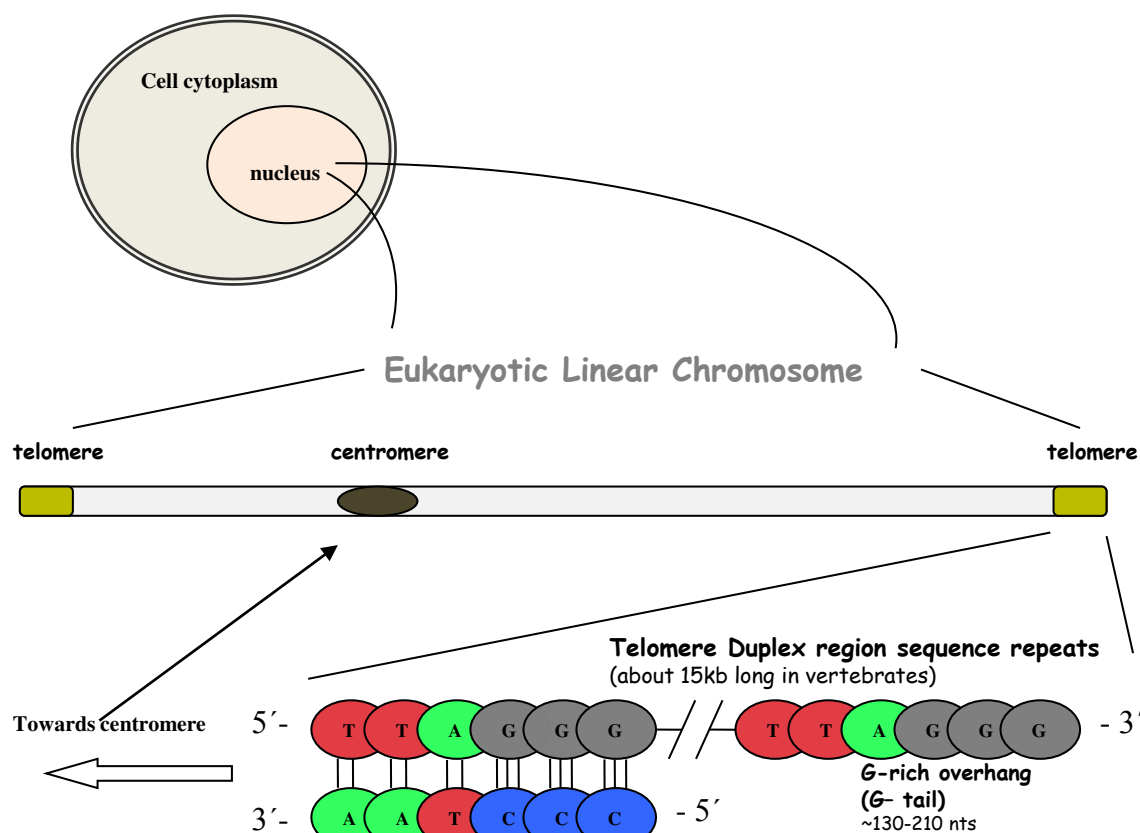 Cell cytoplasm
nucleus
Eukaryotic Linear Chromosome
telomere centromere telomere
Telomere Duplex region sequence repeats
(about 15kb long in vertebrates)
Towards centromere
5´- T T A G G G T T A G G G - 3´
G-rich overhang
(G- tail)
~130-210 nts
3´- A A T C C C - 5´